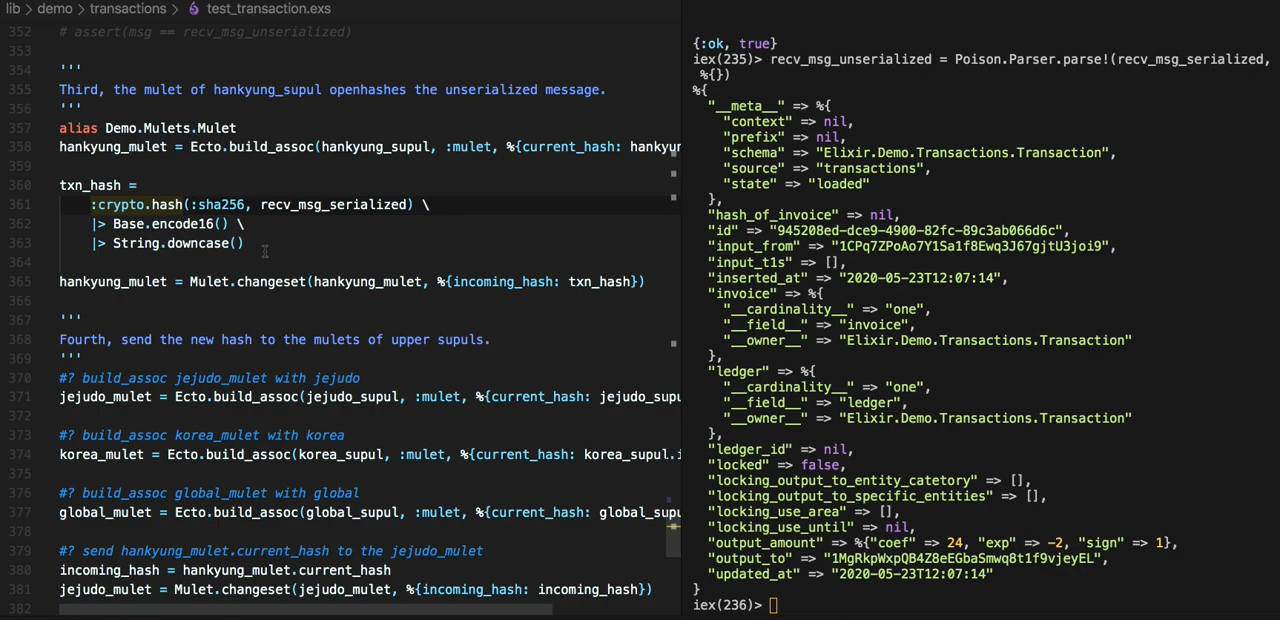 lib > demo > transactions > test_transaction.exs
352 # assert(msg == recv_msg_unserialized)
353
354 '''
355 Third, the mulet of hankyung_supul openhashes the unserialized message.
356 '''
357 alias Demo.Mulets.Mulet
358 hankyung_mulet = Ecto.build_assoc(hankyung_supul, :mulet, %{current_hash: hankyun
359
360 txn_hash =
361 :crypto.hash(:sha256, recv_msg_serialized) \
362 |> Base.encode16() \
363 |> String.downcase()
364
365 hankyung_mulet = Mulet.changeset(hankyung_mulet, %{incoming_hash: txn_hash})
366
367 '''
368 Fourth, send the new hash to the mulets of upper supuls.
369 '''
370 #? build_assoc jejudo_mulet with jejudo
371 jejudo_mulet = Ecto.build_assoc(jejudo_supul, :mulet, %{current_hash: jejudo_supu
372
373 #? build_assoc korea_mulet with korea
374 korea_mulet = Ecto.build_assoc(korea_supul, :mulet, %{current_hash: korea_supul.i
375
376 #? build_assoc global_mulet with global
377 global_mulet = Ecto.build_assoc(global_supul, :mulet, %{current_hash: global_supu
378
379 #? send hankyung_mulet.current_hash to the jejudo_mulet
380 incoming_hash = hankyung_mulet.current_hash
381 jejudo_mulet = Mulet.changeset(jejudo_mulet, %{incoming_hash: incoming_hash})
382
{:ok, true}
iex(235)> recv_msg_unserialized = Poison.Parser.parse!(recv_msg_serialized,
%{})
%{
"__meta__" => %{
"context" => nil,
"prefix" => nil,
"schema" => "Elixir.Demo.Transactions.Transaction",
"source" => "transactions",
"state" => "loaded"
},
"hash_of_invoice" => nil,
"id" => "945208ed-dce9-4900-82fc-89c3ab066d6c",
"input_from" => "1CPq7ZPoAo7Y1Sa1f8Ewq3J67gjtU3joi9",
"input_t1s" => [],
"inserted_at" => "2020-05-23T12:07:14",
"invoice" => %{
"__cardinality__" => "one",
"__field__" => "invoice",
"__owner__" => "Elixir.Demo.Transactions.Transaction"
},
"ledger" => %{
"__cardinality__" => "one",
"__field__" => "ledger",
"__owner__" => "Elixir.Demo.Transactions.Transaction"
},
"ledger_id" => nil,
"locked" => false,
"locking_output_to_entity_catetory" => [],
"locking_output_to_specific_entities" => [],
"locking_use_area" => [],
"locking_use_until" => nil,
"output_amount" => %{"coef" => 24, "exp" => -2, "sign" => 1},
"output_to" => "1MgRkpWxpQB4Z8eEGbaSmwq8t1f9vjeyEL",
"updated_at" => "2020-05-23T12:07:14"
}
iex(236)>